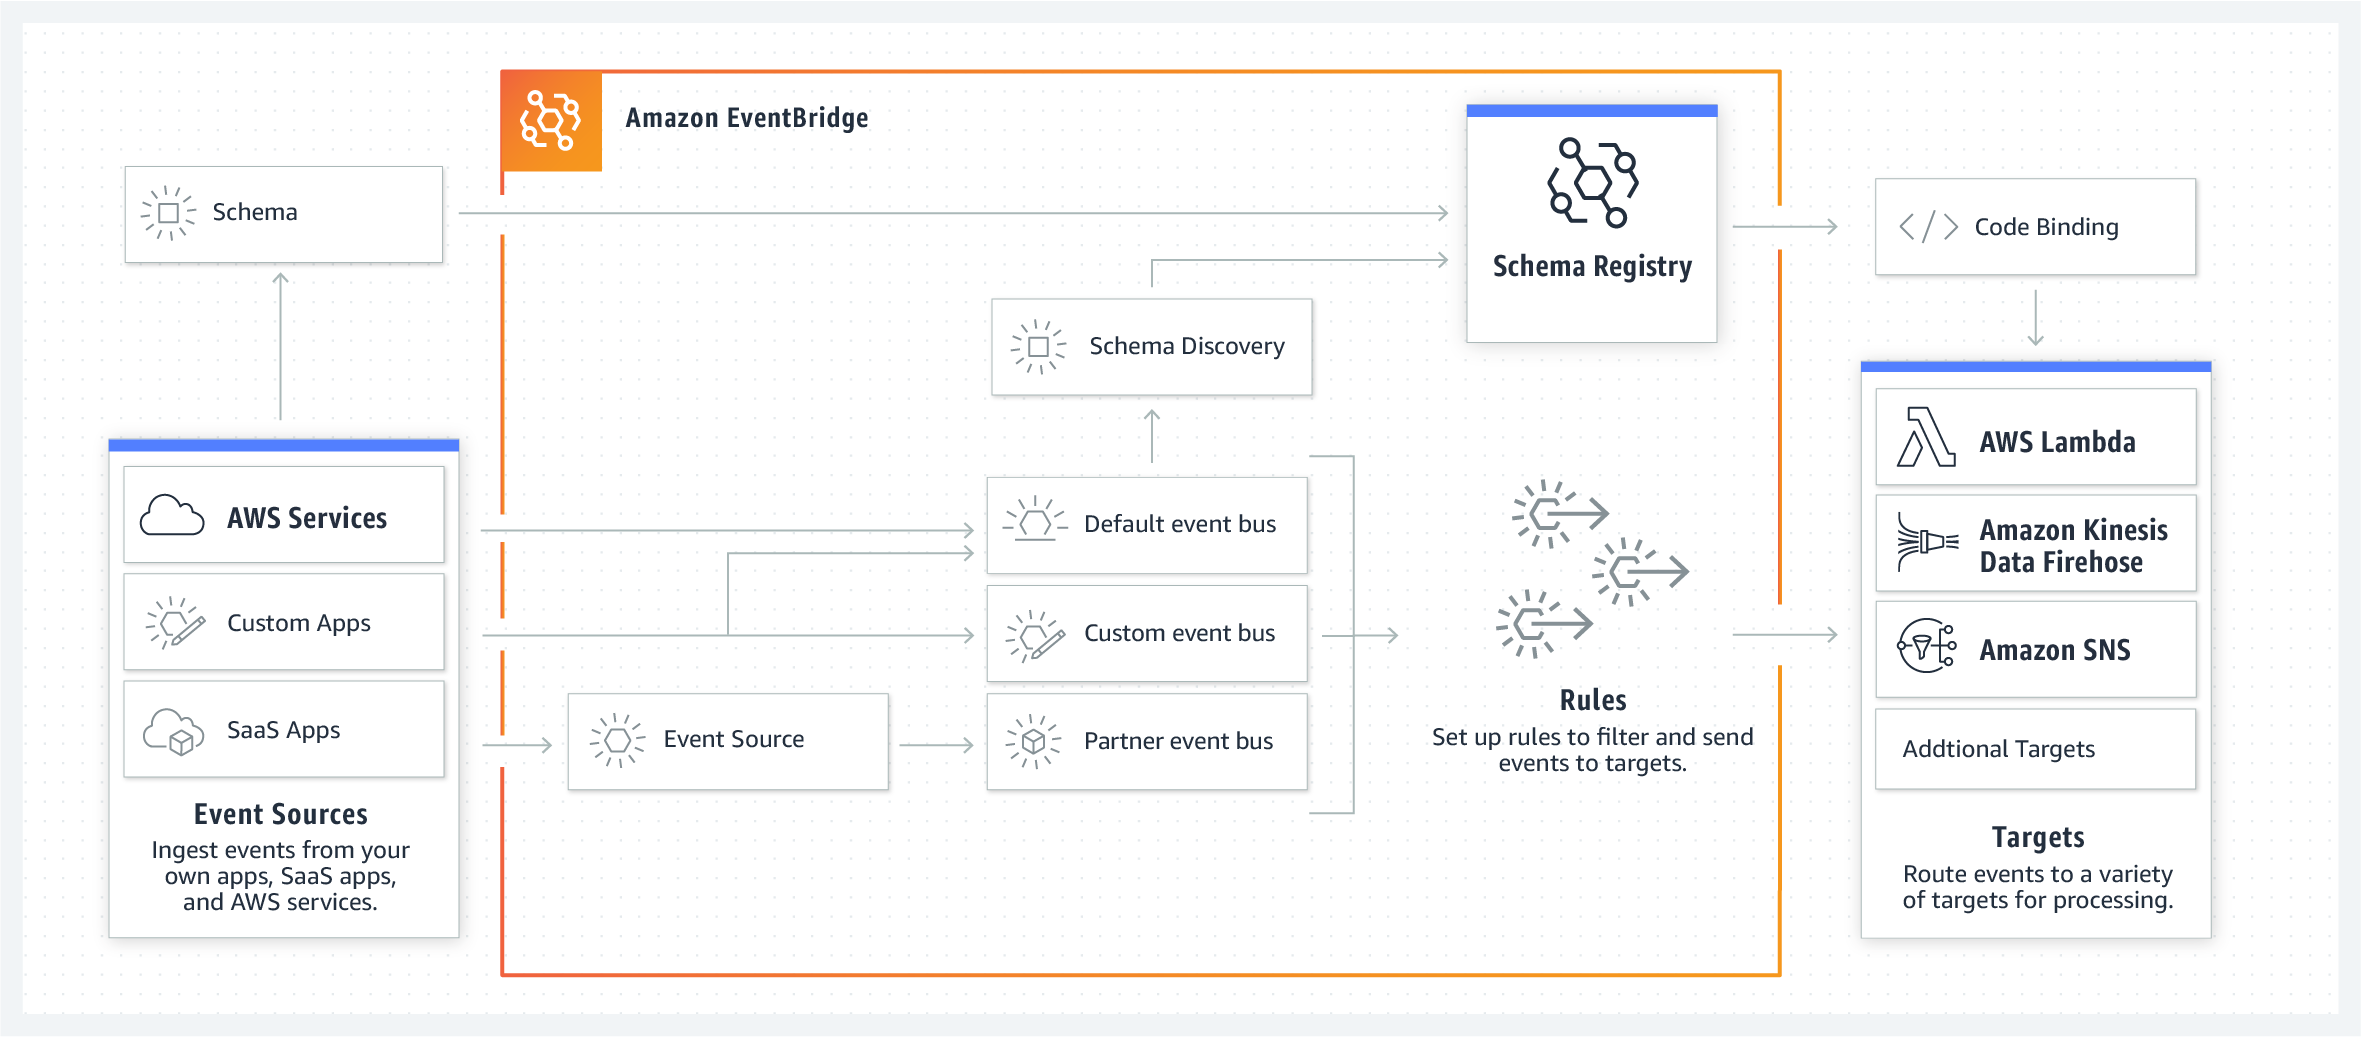 Amazon EventBridge
Schema
Schema Registry
Code Binding
Schema Discovery
AWS Services
Custom Apps
SaaS Apps
Event Sources
Ingest events from your
own apps, SaaS apps,
and AWS services.
Event Source
Default event bus
Custom event bus
Partner event bus
Rules
Set up rules to filter and send
events to targets.
AWS Lambda
Amazon Kinesis
Data Firehose
Amazon SNS
Addtional Targets
Targets
Route events to a variety
of targets for processing.